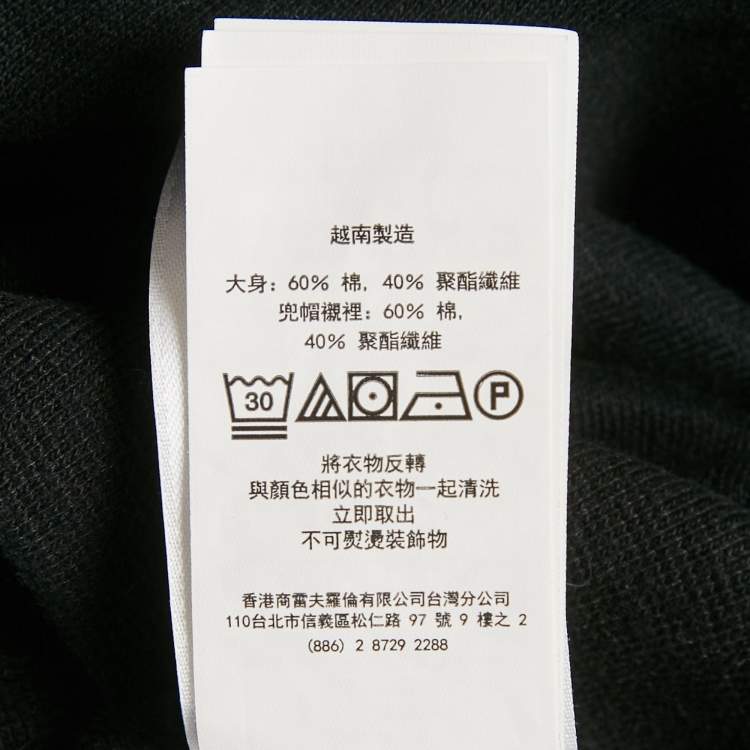 越南製造
大身: 60% 棉, 40% 聚酯纖維
兜帽襯裡: 60% 棉,
40% 聚酯纖維
30 P
將衣物反轉
與顏色相似的衣物一起清洗
立即取出
不可熨燙裝飾物
香港商雷夫羅倫有限公司台灣分公司
110台北市信義區松仁路 97 號 9 樓之 2
(886) 2 8729 2288